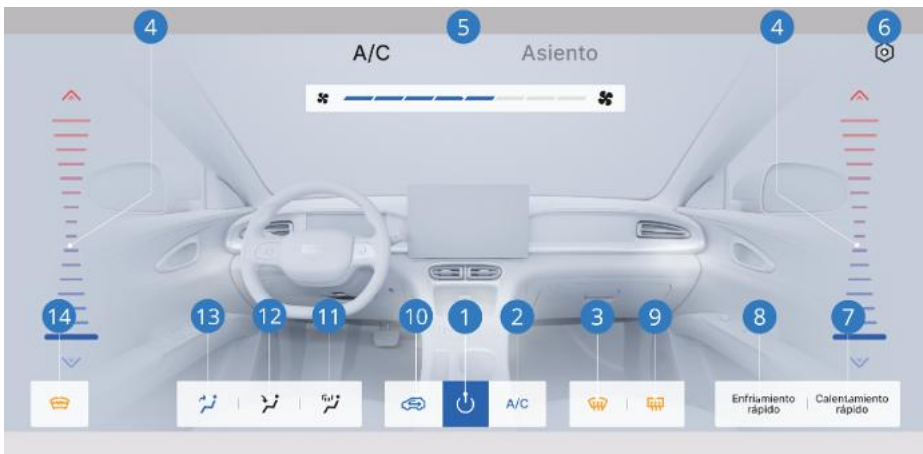 4
5
4
6
A/C
Asiento
14
13
12
11
10
1
2
3
9
8
7
A/C
Enfriamiento
rápido
Calentamiento
rápido